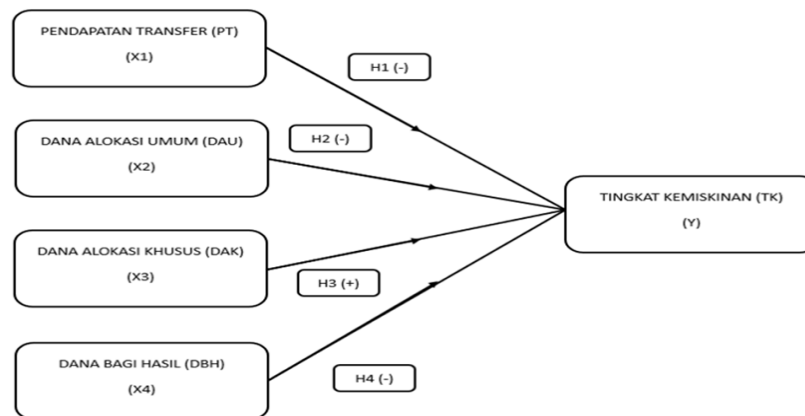 PENDAPATAN TRANSFER (PT)
(X1)
H1 (-)
DANA ALOKASI UMUM (DAU)
(X2)
H2 (-)
TINGKAT KEMISKINAN (TK)
(Y)
DANA ALOKASI KHUSUS (DAK)
(X3)
H3 (+)
DANA BAGI HASIL (DBH)
(X4)
H4 (-)